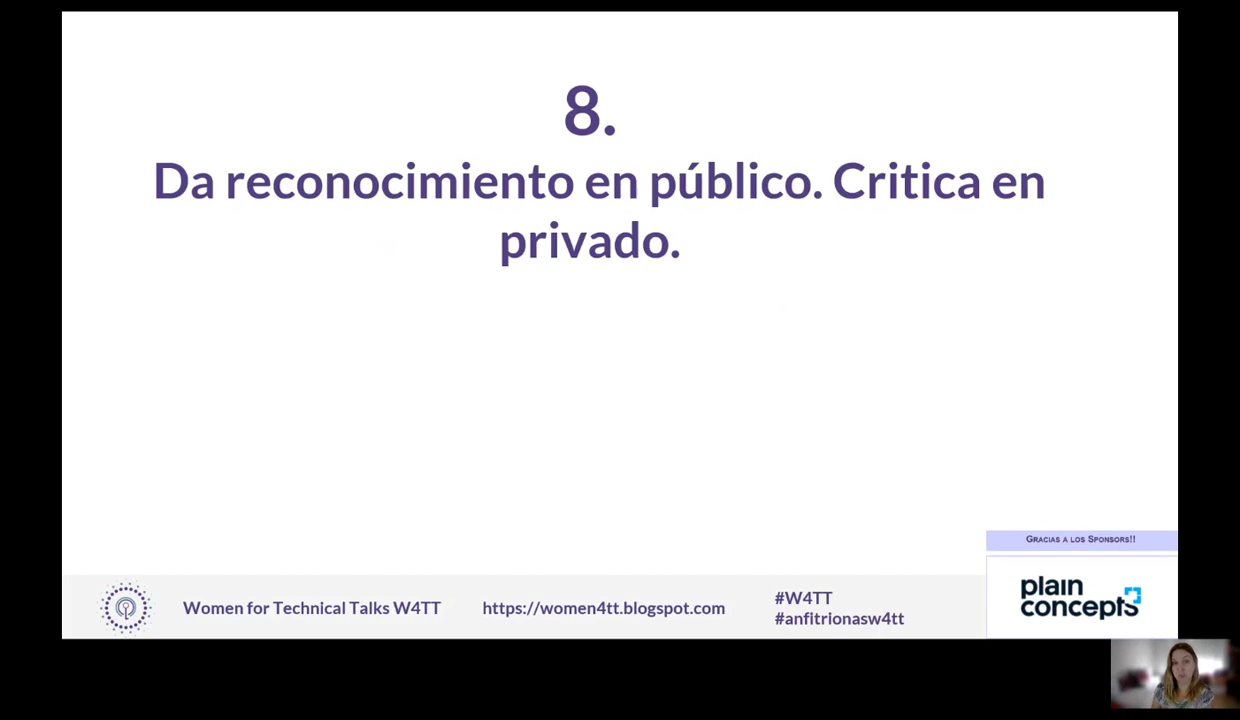 8.
Da reconocimiento en público. Critica en
privado.
GRACIAS A LOS SPONSORS!!
plain
concepts
Women for Technical Talks W4TT
https://women4tt.blogspot.com
#W4TT
#anfitrionasw4tt